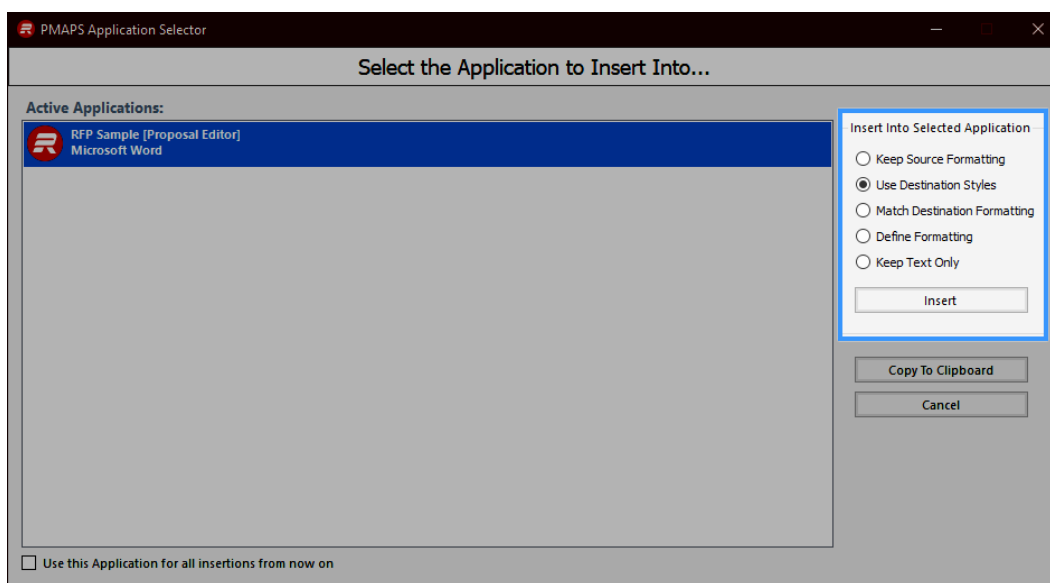 PMAPS Application Selector
Select the Application to Insert Into...
Active Applications:
RFP Sample [Proposal Editor]
Microsoft Word
Insert Into Selected Application
Keep Source Formatting
Use Destination Styles
Match Destination Formatting
Define Formatting
Keep Text Only
Insert
Copy To Clipboard
Cancel
Use this Application for all insertions from now on